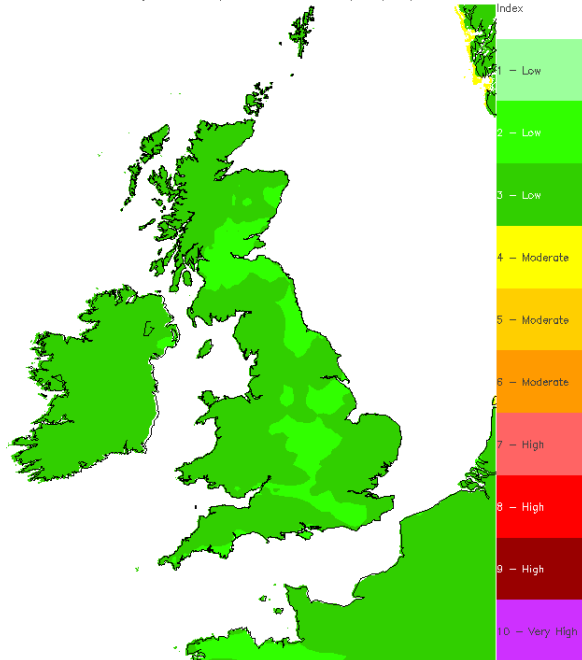 Index
1 - Low
2 - Low
3 - Low
4 - Moderate
5 - Moderate
6 - Moderate
7 - High
8 - High
9 - High
10 - Very High